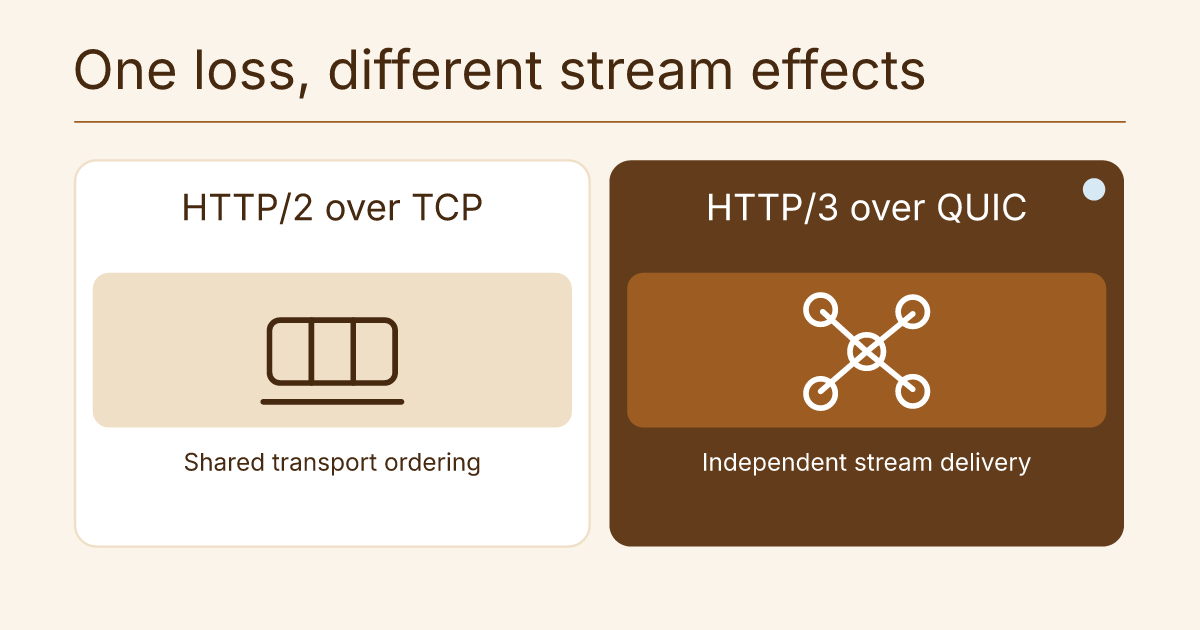 One loss, different stream effects
HTTP/2 over TCP
Shared transport ordering
HTTP/3 over QUIC
Independent stream delivery